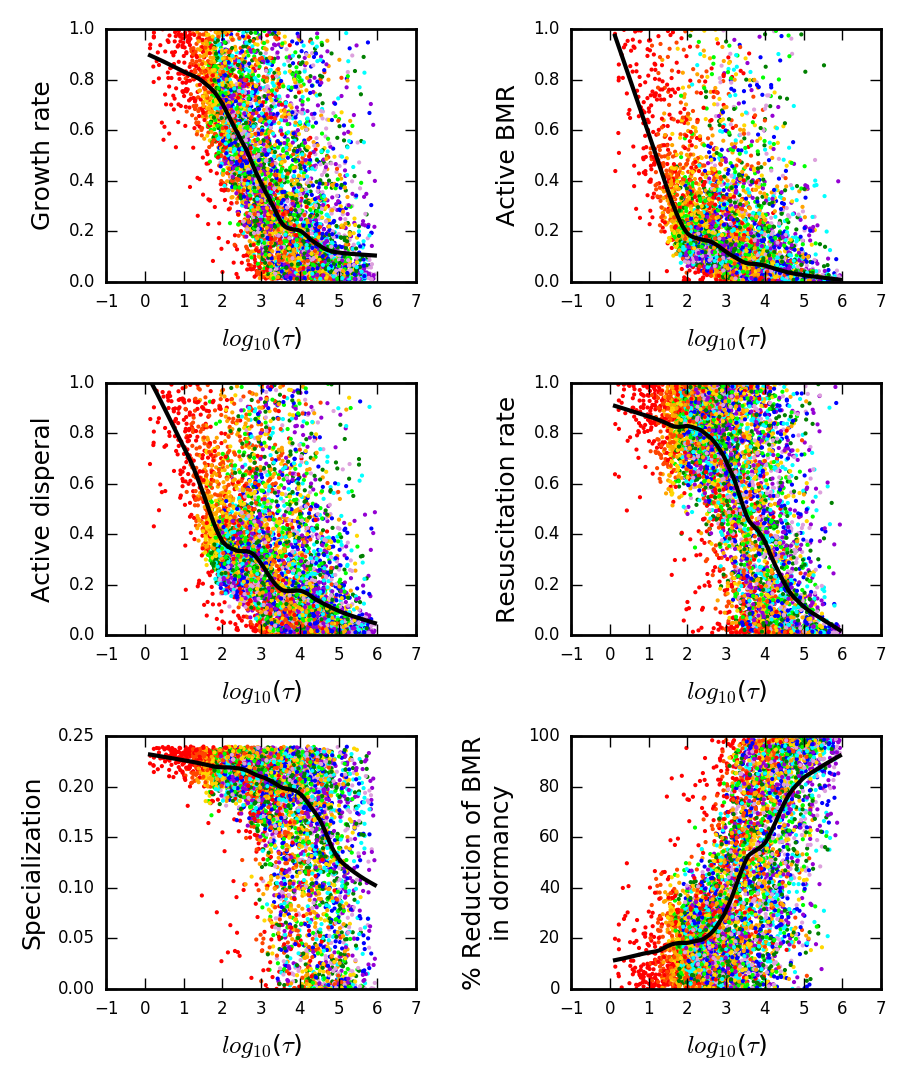 Growth rate
1.0
0.8
0.6
0.4
0.2
0.0
−1 0 1 2 3 4 5 6 7
log10(τ)
Active BMR
1.0
0.8
0.6
0.4
0.2
0.0
−1 0 1 2 3 4 5 6 7
log10(τ)
Active disperal
1.0
0.8
0.6
0.4
0.2
0.0
−1 0 1 2 3 4 5 6 7
log10(τ)
Resuscitation rate
1.0
0.8
0.6
0.4
0.2
0.0
−1 0 1 2 3 4 5 6 7
log10(τ)
Specialization
0.25
0.20
0.15
0.10
0.05
0.00
−1 0 1 2 3 4 5 6 7
log10(τ)
% Reduction of BMR
in dormancy
100
80
60
40
20
0
−1 0 1 2 3 4 5 6 7
log10(τ)